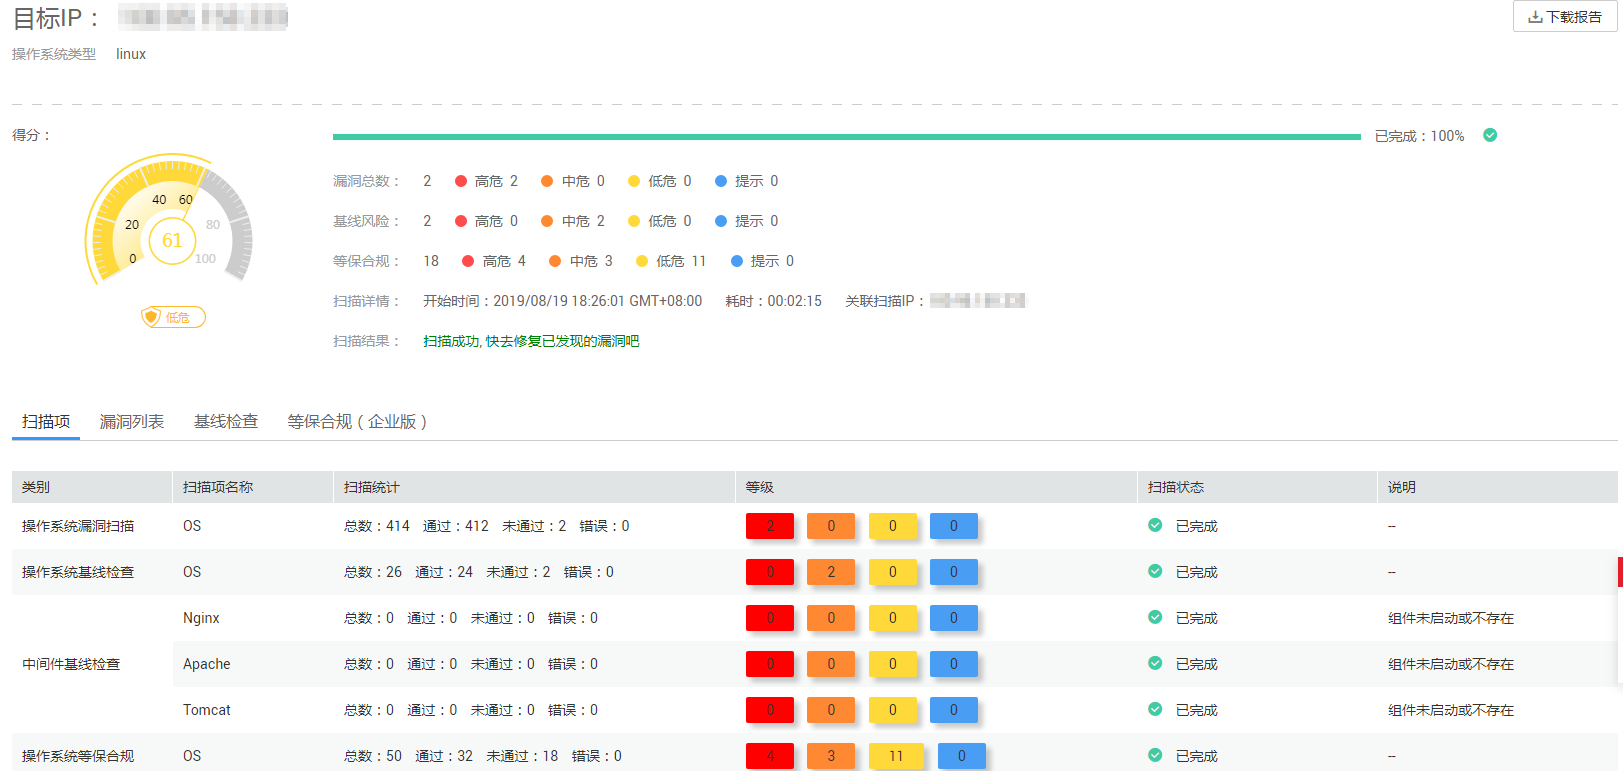 目标IP：
下载报告
操作系统类型 linux
得分：
已完成：100%
0 20 40 60 80 100
61
低危
漏洞总数： 2 高危 2 中危 0 低危 0 提示 0
基线风险： 2 高危 0 中危 2 低危 0 提示 0
等保合规： 18 高危 4 中危 3 低危 11 提示 0
扫描详情： 开始时间：2019/08/19 18:26:01 GMT+08:00 耗时：00:02:15 关联扫描IP：
扫描结果： 扫描成功, 快去修复已发现的漏洞吧
扫描项 漏洞列表 基线检查 等保合规（企业版）
类别 扫描项名称 扫描统计 等级 扫描状态 说明
操作系统漏洞扫描 OS 总数：414 通过：412 未通过：2 错误：0 2 0 0 0 已完成 --
操作系统基线检查 OS 总数：26 通过：24 未通过：2 错误：0 0 2 0 0 已完成 --
Nginx 总数：0 通过：0 未通过：0 错误：0 0 0 0 0 已完成 组件未启动或不存在
中间件基线检查 Apache 总数：0 通过：0 未通过：0 错误：0 0 0 0 0 已完成 组件未启动或不存在
Tomcat 总数：0 通过：0 未通过：0 错误：0 0 0 0 0 已完成 组件未启动或不存在
操作系统等保合规 OS 总数：50 通过：32 未通过：18 错误：0 4 3 11 0 已完成 --